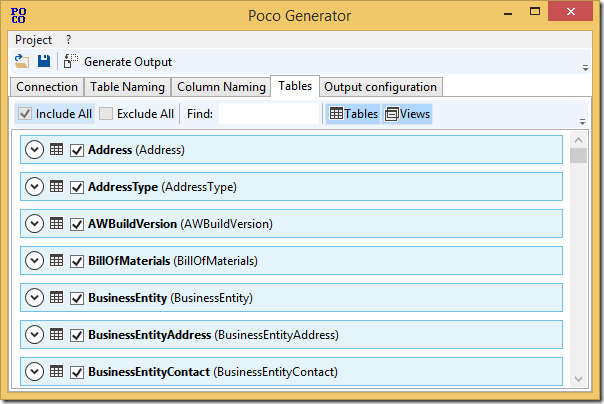 PO
CO
Poco Generator
Project ?
Generate Output
Connection Table Naming Column Naming Tables Output configuration
Include All Exclude All Find: Tables Views
Address (Address)
AddressType (AddressType)
AWBuildVersion (AWBuildVersion)
BillOfMaterials (BillOfMaterials)
BusinessEntity (BusinessEntity)
BusinessEntityAddress (BusinessEntityAddress)
BusinessEntityContact (BusinessEntityContact)